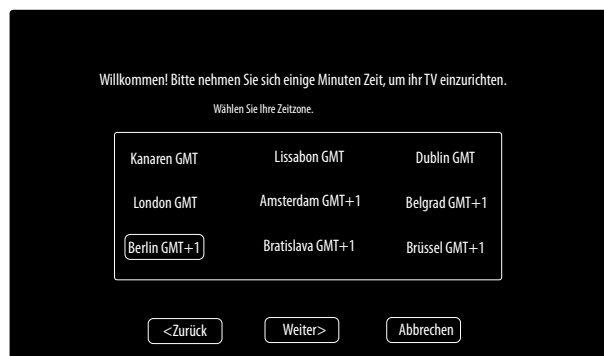 Willkommen! Bitte nehmen Sie sich einige Minuten Zeit, um ihr TV einzurichten.
Wählen Sie Ihre Zeitzone.
Kanaren GMT Lissabon GMT Dublin GMT
London GMT Amsterdam GMT+1 Belgrad GMT+1
Berlin GMT+1 Bratislava GMT+1 Brüssel GMT+1
<Zurück Weiter> Abbrechen